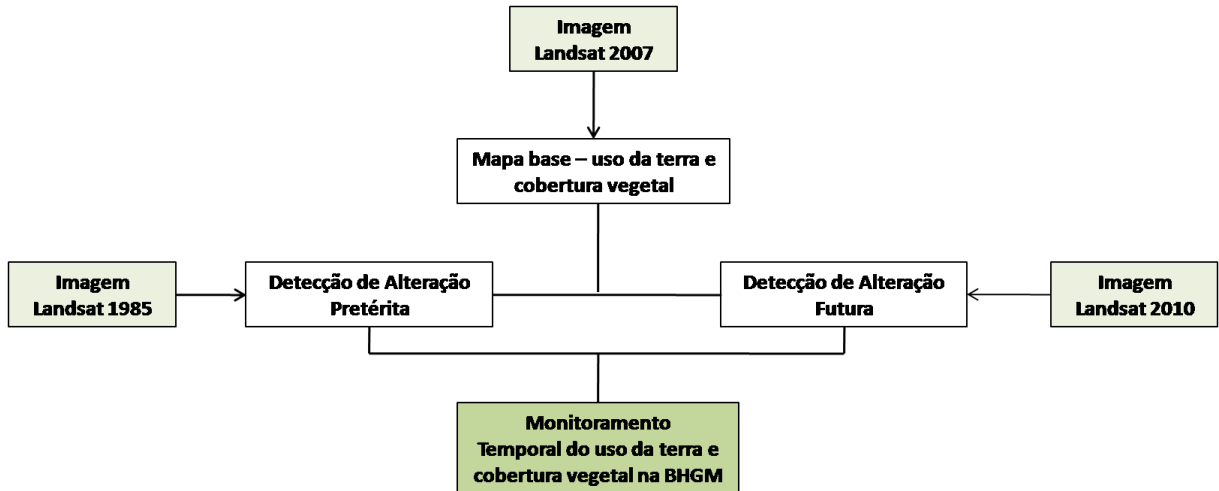 Imagem
Landsat 2007
Mapa base – uso da terra e
cobertura vegetal
Imagem
Landsat 1985
Detecção de Alteração
Pretérita
Detecção de Alteração
Futura
Imagem
Landsat 2010
Monitoramento
Temporal do uso da terra e
cobertura vegetal na BHGM